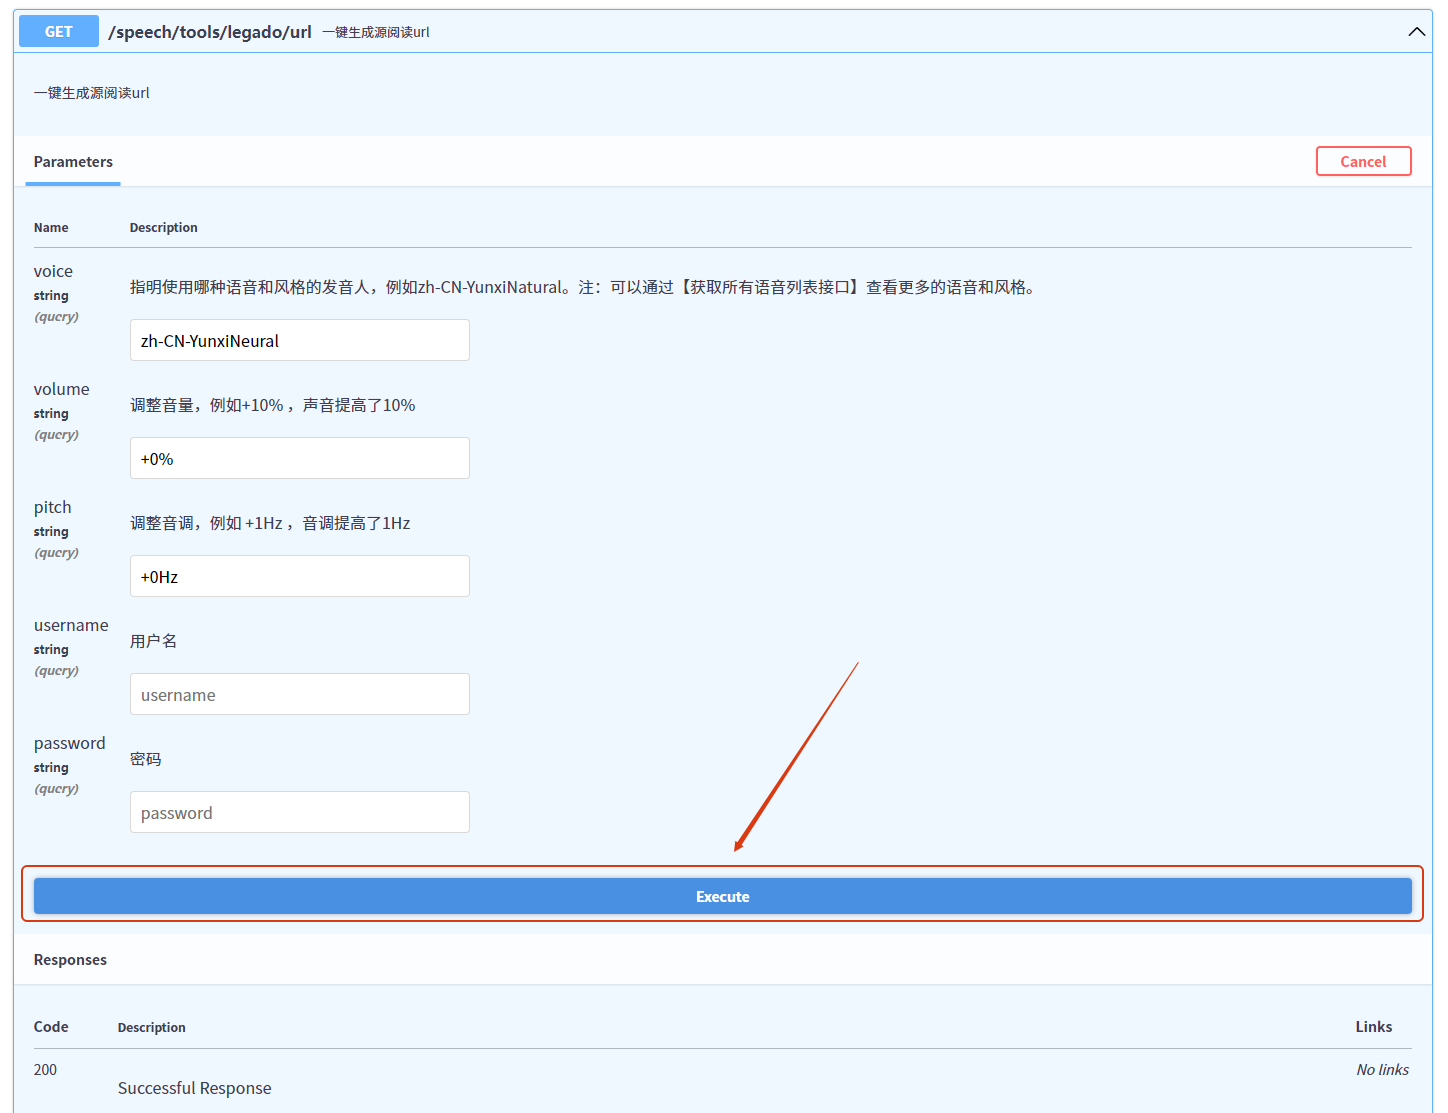 GET /speech/tools/legado/url 一键生成源阅读url
一键生成源阅读url
Parameters Cancel
Name Description
voice
string
(query)
指明使用哪种语音和风格的发音人，例如zh-CN-YunxiNatural。注：可以通过【获取所有语音列表接口】查看更多的语音和风格。
zh-CN-YunxiNeural
volume
string
(query)
调整音量，例如+10% ，声音提高了10%
+0%
pitch
string
(query)
调整音调，例如 +1Hz ，音调提高了1Hz
+0Hz
username
string
(query)
用户名
username
password
string
(query)
密码
password
Execute
Responses
Code Description Links
200 Successful Response No links